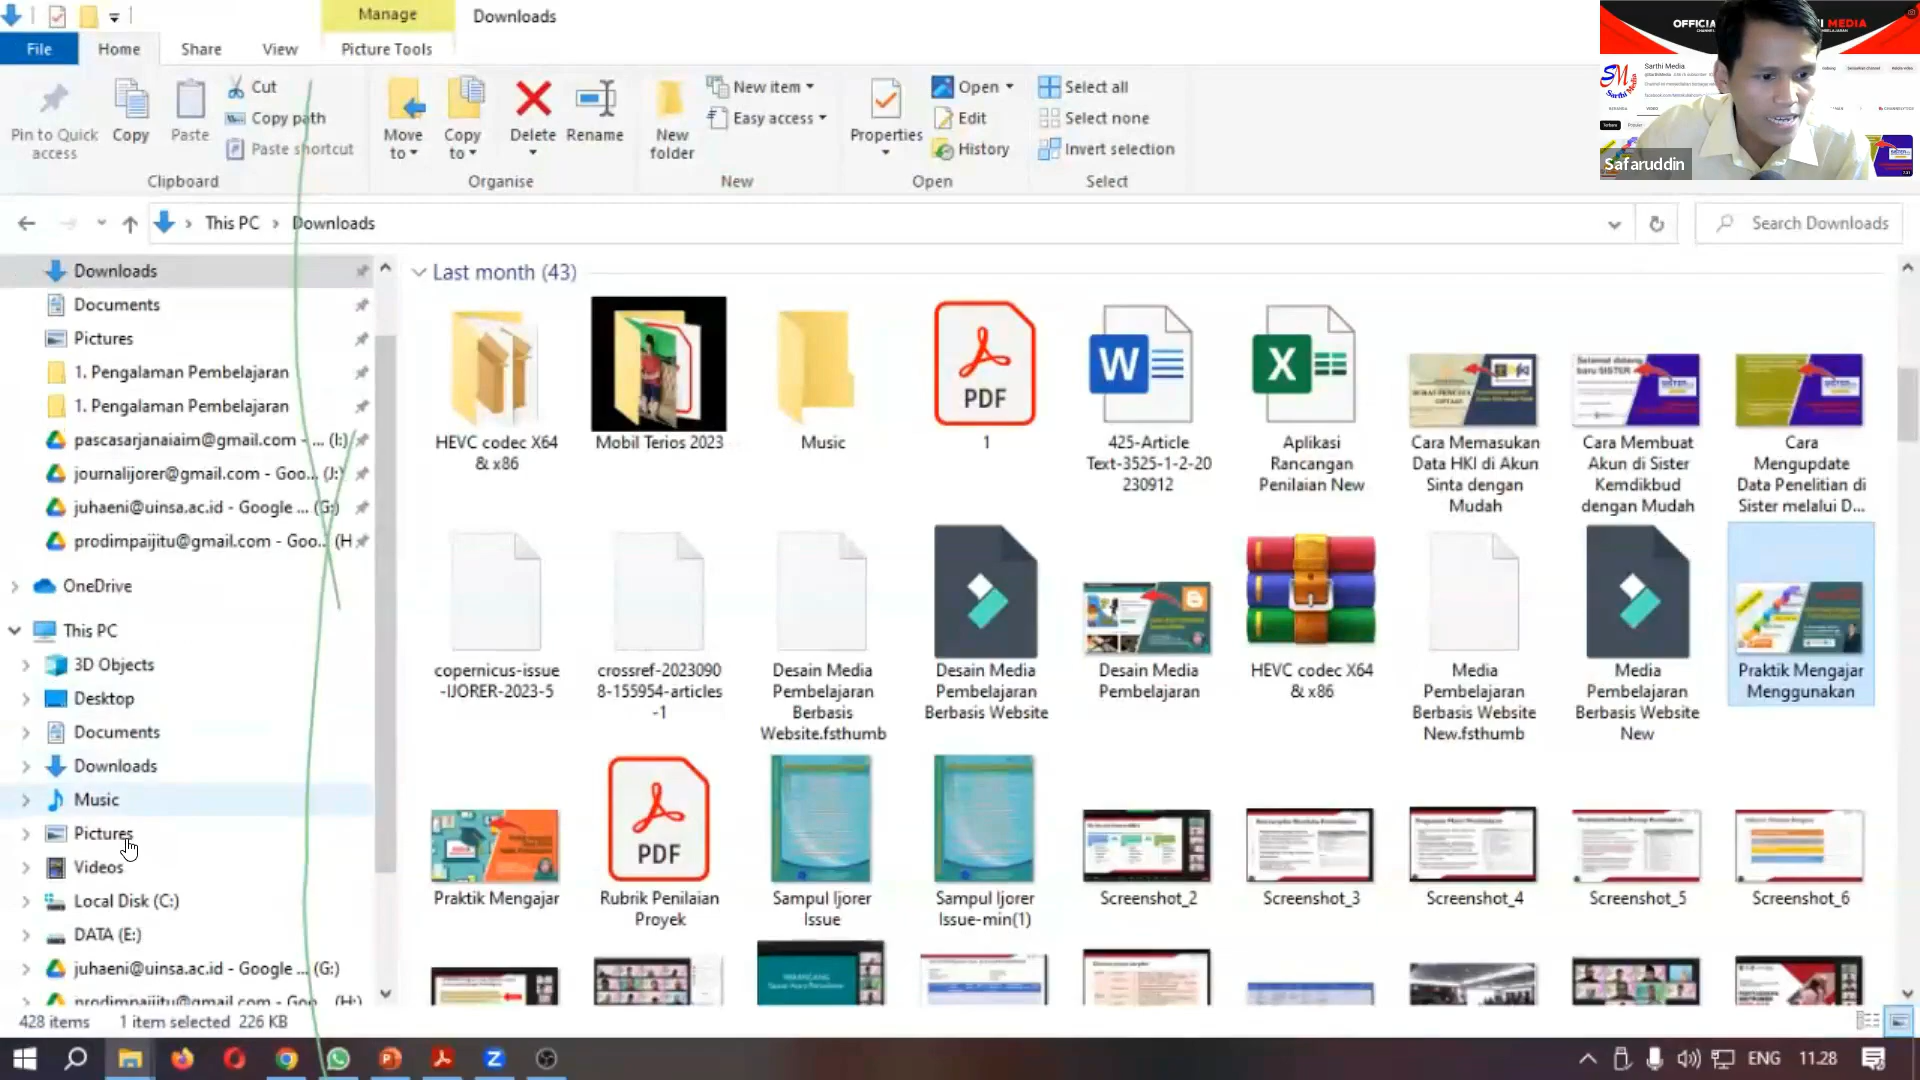 Manage
Downloads
File
Home
Share
View
Picture Tools
Pin to Quick access
Copy
Paste
Cut
Copy path
Paste shortcut
Clipboard
Move to
Copy to
Delete
Rename
Organise
New folder
New item
Easy access
New
Properties
Open
Edit
History
Open
Select all
Select none
Invert selection
Select
Sarthi Media
MEDIA
Safaruddin
This PC
Downloads
Search Downloads
Downloads
Documents
Pictures
1. Pengalaman Pembelajaran
1. Pengalaman Pembelajaran
pascasarjanaiaim@gmail.com - ... (I:)
journalijorer@gmail.com - Goo... (J:)
juhaeni@uinsa.ac.id - Google ... (G:)
prodimpaijitu@gmail.com - Goo... (H
OneDrive
This PC
3D Objects
Desktop
Documents
Downloads
Music
Pictures
Videos
Local Disk (C:)
DATA (E:)
juhaeni@uinsa.ac.id - Google ... (G:)
prodimpaijitu@gmail.com - Goo... (H:)
Last month (43)
HEVC codec X64 & x86
Mobil Terios 2023
Music
PDF
1
425-Article Text-3525-1-2-20230912
Aplikasi Rancangan Penilaian New
Cara Memasukan Data HKI di Akun Sinta dengan Mudah
Cara Membuat Akun di Sister Kemdikbud dengan Mudah
Cara Mengupdate Data Penelitian di Sister melalui D...
copernicus-issue-IJORER-2023-5
crossref-20230908-155954-articles-1
Desain Media Pembelajaran Berbasis Website.fsthumb
Desain Media Pembelajaran Berbasis Website
Desain Media Pembelajaran
HEVC codec X64 & x86
Media Pembelajaran Berbasis Website New.fsthumb
Media Pembelajaran Berbasis Website New
Praktik Mengajar Menggunakan
Praktik Mengajar
PDF
Rubrik Penilaian Proyek
Sampul Ijorer Issue
Sampul Ijorer Issue-min(1)
Screenshot_2
Screenshot_3
Screenshot_4
Screenshot_5
Screenshot_6
428 items
1 item selected 226 KB
ENG
11.28